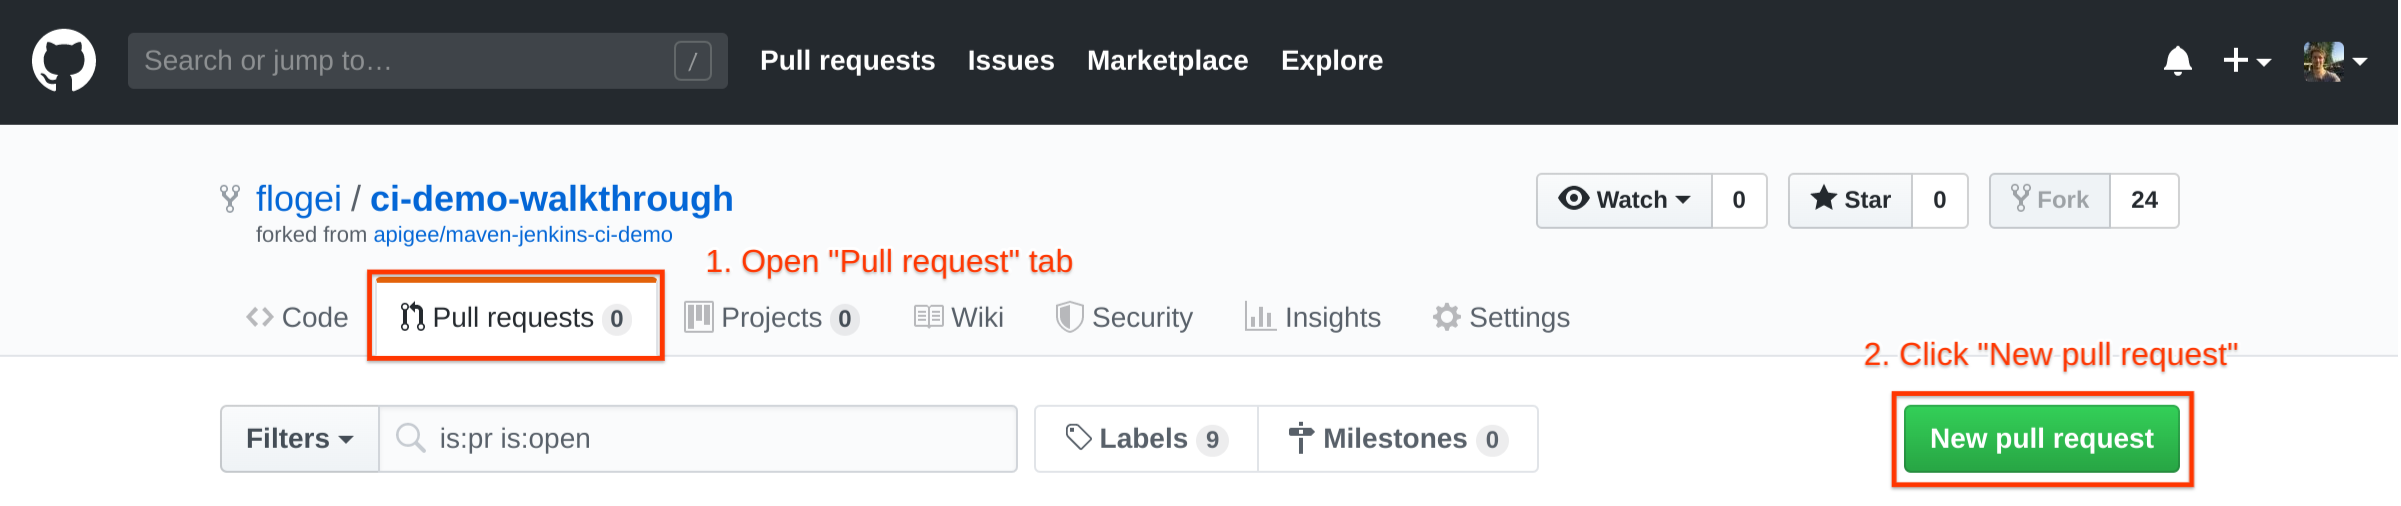 Search or jump to… / Pull requests Issues Marketplace Explore
flogei / ci-demo-walkthrough Watch 0 Star 0 Fork 24
forked from apigee/maven-jenkins-ci-demo
1. Open "Pull request" tab
Code Pull requests 0 Projects 0 Wiki Security Insights Settings
2. Click "New pull request"
Filters is:pr is:open Labels 9 Milestones 0 New pull request